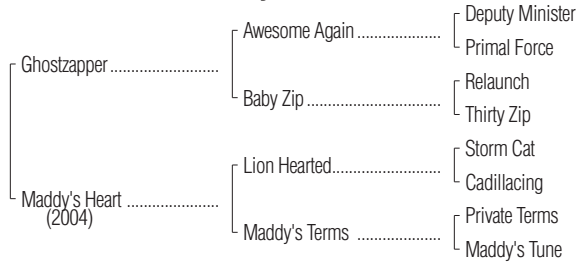 Deputy Minister
Awesome Again ..................
Primal Force
Ghostzapper .......................
Relaunch
Baby Zip .............................
Thirty Zip
Storm Cat
Lion Hearted.......................
Cadillacing
Maddy's Heart ...................
(2004)
Private Terms
Maddy's Terms ..................
Maddy's Tune